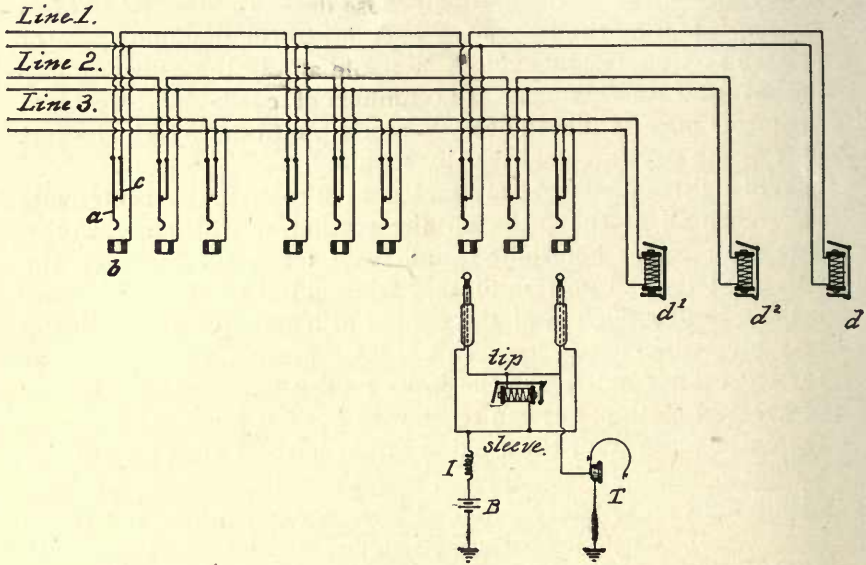 Line 1.
Line 2.
Line 3.
c
a
b
d¹
d²
d
tip
sleeve.
I
B
T